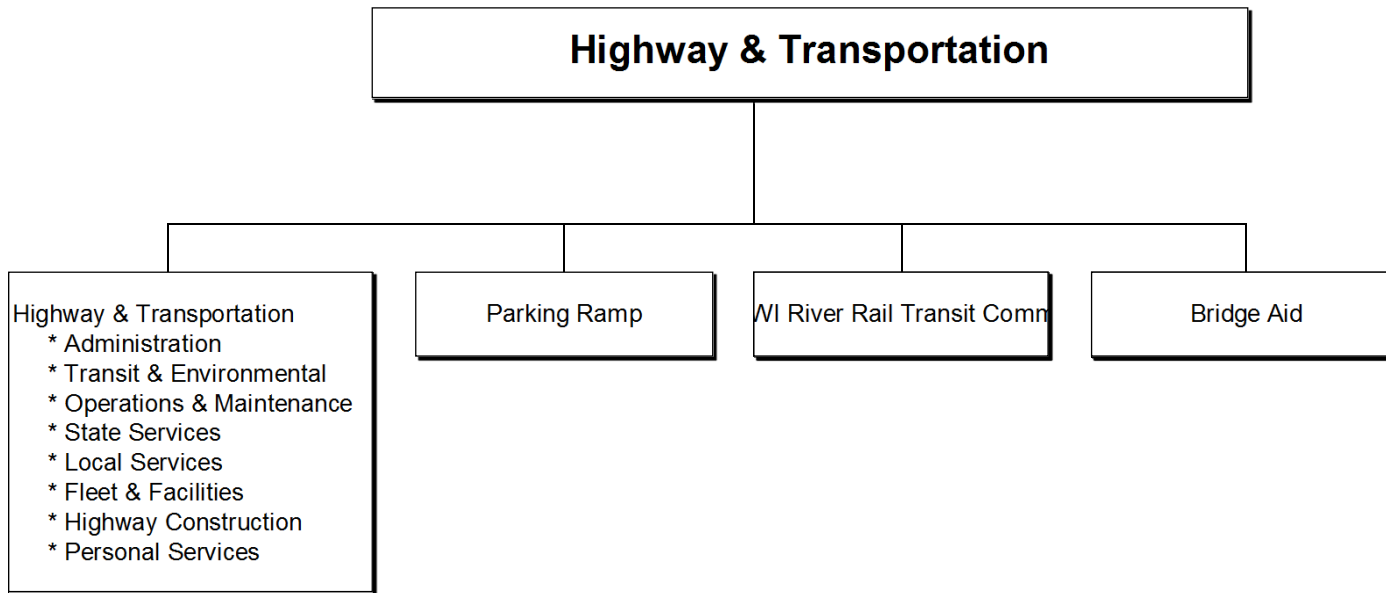 Highway & Transportation
Highway & Transportation
* Administration
* Transit & Environmental
* Operations & Maintenance
* State Services
* Local Services
* Fleet & Facilities
* Highway Construction
* Personal Services
Parking Ramp
WI River Rail Transit Comm
Bridge Aid